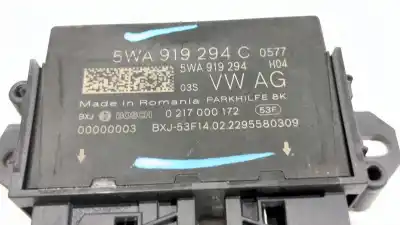 5WA 919 294 C 0577
5WA 919 294 H04
03S VW AG
Made in Romania PARKHILFE BK
BXJ BOSCH 0 217 000 172 53F
00000003 BXJ-53F14.02.2295580309